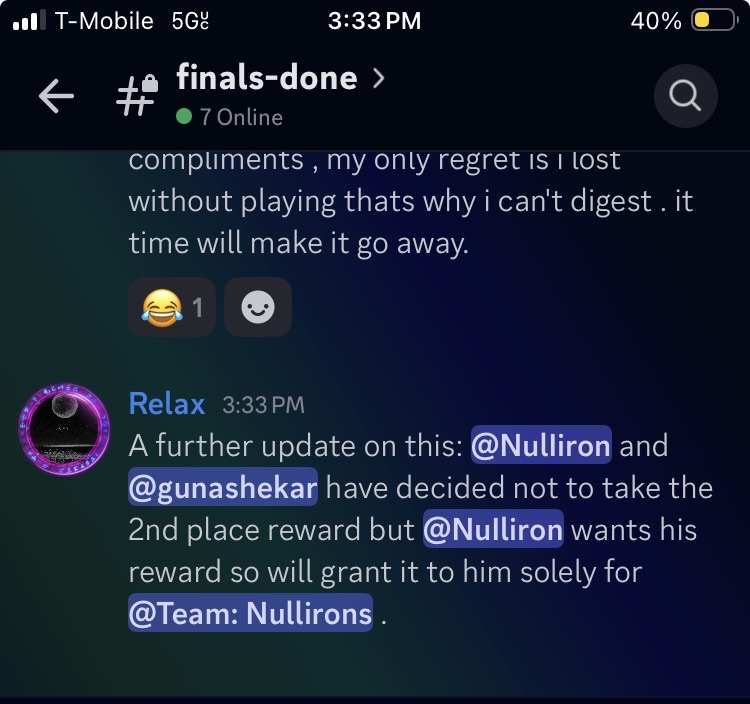 T-Mobile 5GUC 3:33 PM 40%
finals-done
7 Online
compliments , my only regret is i lost
without playing thats why i can't digest . it
time will make it go away.
1
Relax 3:33 PM
A further update on this: @Nulliron and
@gunashekar have decided not to take the
2nd place reward but @Nulliron wants his
reward so will grant it to him solely for
@Team: Nullirons .